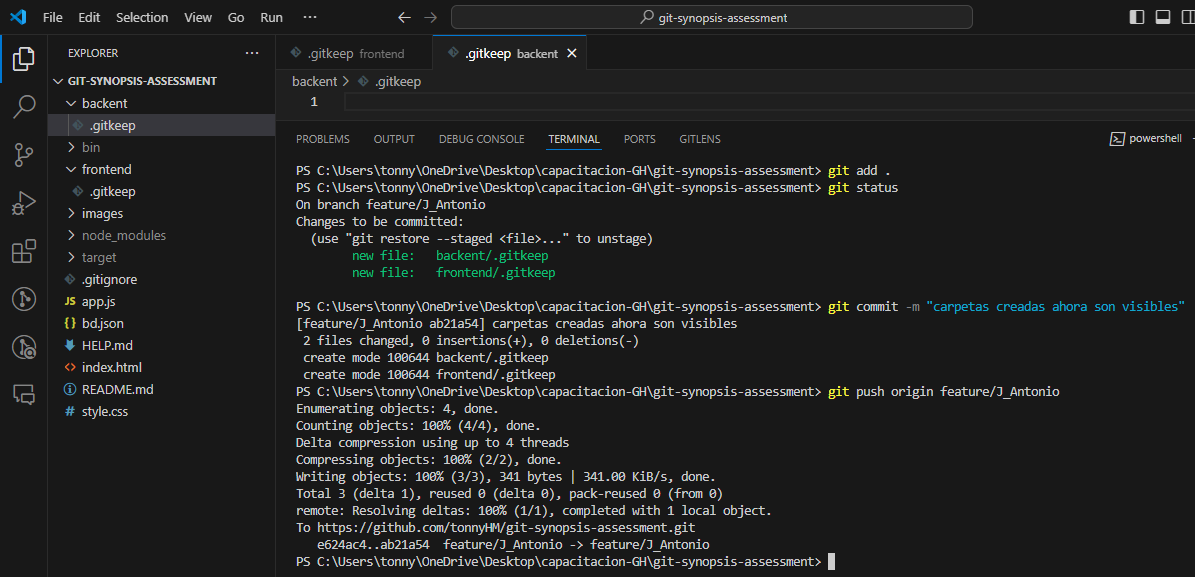 File Edit Selection View Go Run ···
git-synopsis-assessment
EXPLORER ···
GIT-SYNOPSIS-ASSESSMENT
backent
.gitkeep
bin
frontend
.gitkeep
images
node_modules
target
.gitignore
JS app.js
{} bd.json
HELP.md
<> index.html
README.md
# style.css
.gitkeep frontend
.gitkeep backent
backent > .gitkeep
1
PROBLEMS OUTPUT DEBUG CONSOLE TERMINAL PORTS GITLENS
powershell
PS C:\Users\tonny\OneDrive\Desktop\capacitacion-GH\git-synopsis-assessment> git add .
PS C:\Users\tonny\OneDrive\Desktop\capacitacion-GH\git-synopsis-assessment> git status
On branch feature/J_Antonio
Changes to be committed:
(use "git restore --staged <file>..." to unstage)
new file: backent/.gitkeep
new file: frontend/.gitkeep
PS C:\Users\tonny\OneDrive\Desktop\capacitacion-GH\git-synopsis-assessment> git commit -m "carpetas creadas ahora son visibles"
[feature/J_Antonio ab21a54] carpetas creadas ahora son visibles
2 files changed, 0 insertions(+), 0 deletions(-)
create mode 100644 backent/.gitkeep
create mode 100644 frontend/.gitkeep
PS C:\Users\tonny\OneDrive\Desktop\capacitacion-GH\git-synopsis-assessment> git push origin feature/J_Antonio
Enumerating objects: 4, done.
Counting objects: 100% (4/4), done.
Delta compression using up to 4 threads
Compressing objects: 100% (2/2), done.
Writing objects: 100% (3/3), 341 bytes | 341.00 KiB/s, done.
Total 3 (delta 1), reused 0 (delta 0), pack-reused 0 (from 0)
remote: Resolving deltas: 100% (1/1), completed with 1 local object.
To https://github.com/tonnyHM/git-synopsis-assessment.git
e624ac4..ab21a54 feature/J_Antonio -> feature/J_Antonio
PS C:\Users\tonny\OneDrive\Desktop\capacitacion-GH\git-synopsis-assessment>